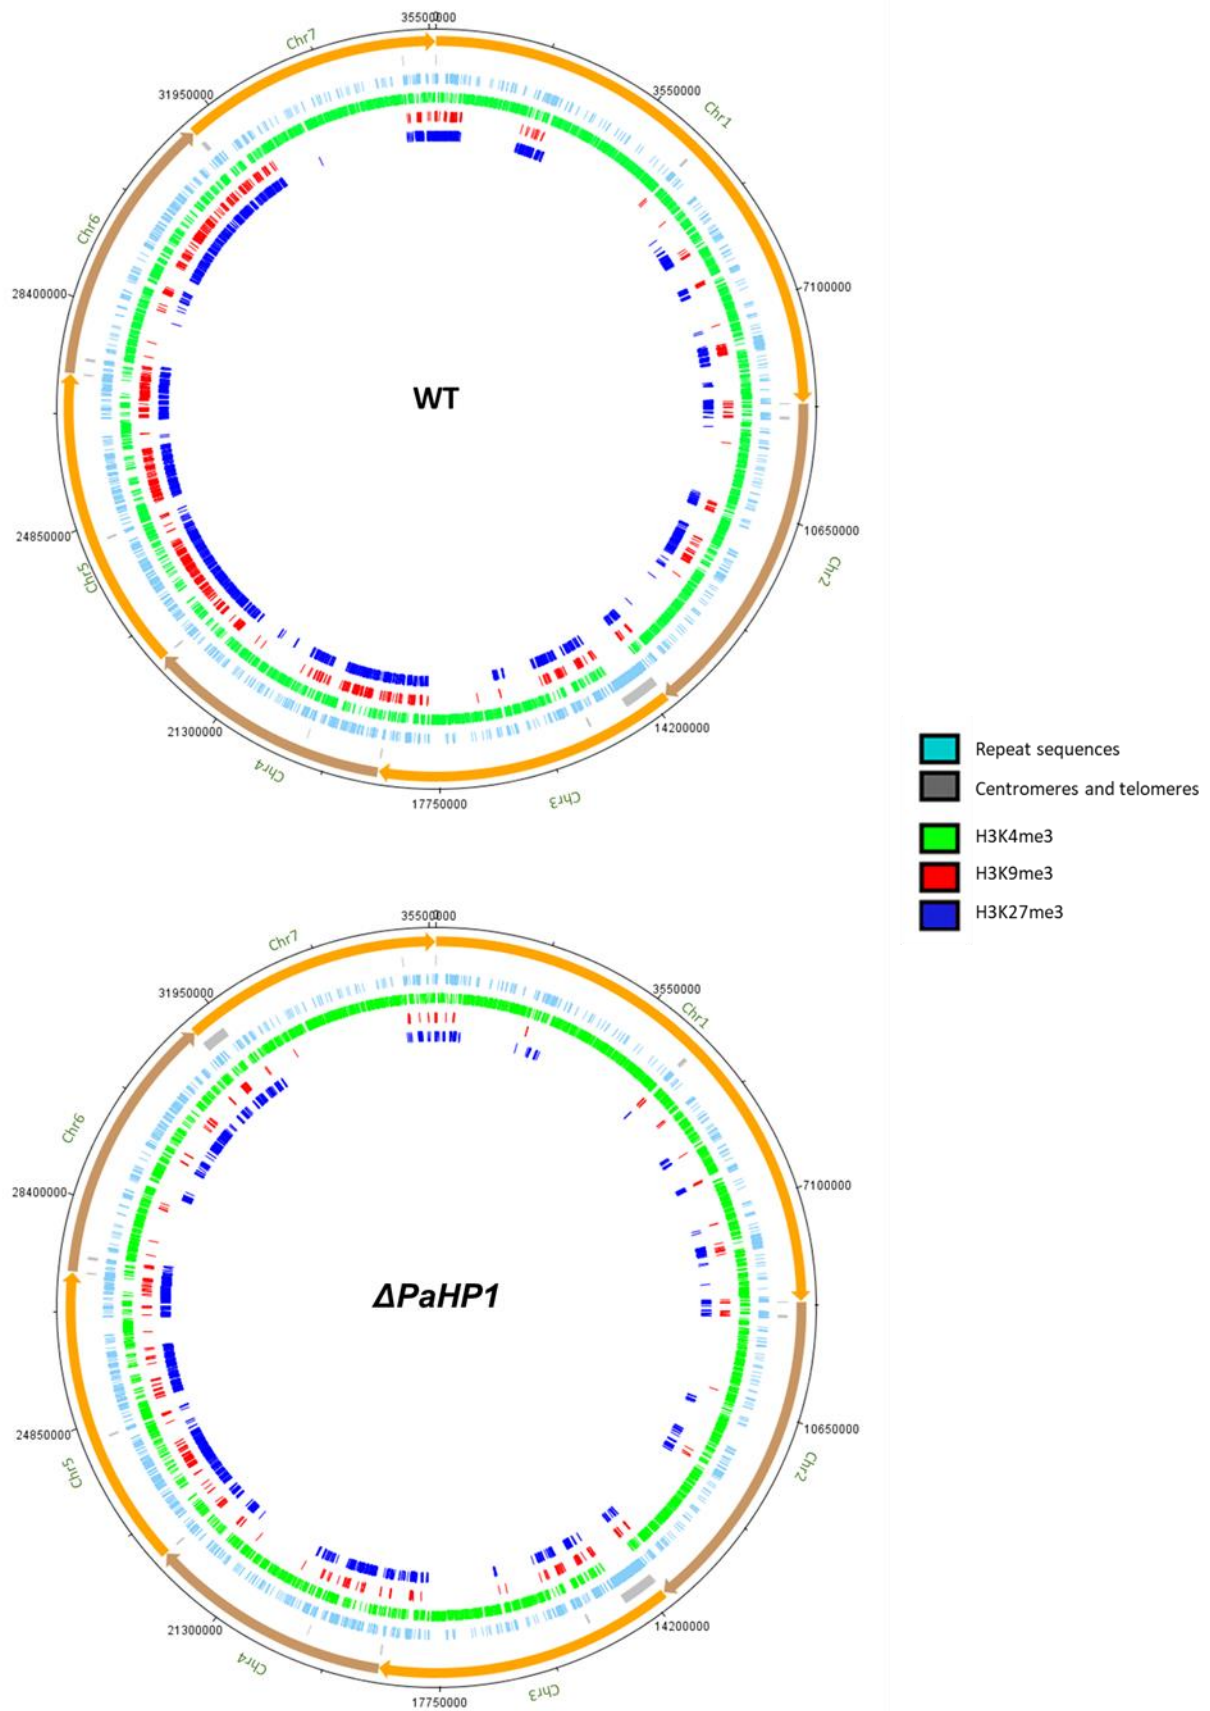 35500000
0
Chr7
31950000
3550000
Chr1
Chr6
28400000
7100000
WT
24850000
10650000
Chr5
Chr2
21300000
14200000
Chr4
Chr3
17750000
Repeat sequences
Centromeres and telomeres
H3K4me3
H3K9me3
H3K27me3
35500000
0
Chr7
31950000
3550000
Chr1
Chr6
28400000
7100000
ΔPaHP1
24850000
10650000
Chr5
Chr2
21300000
14200000
Chr4
Chr3
17750000